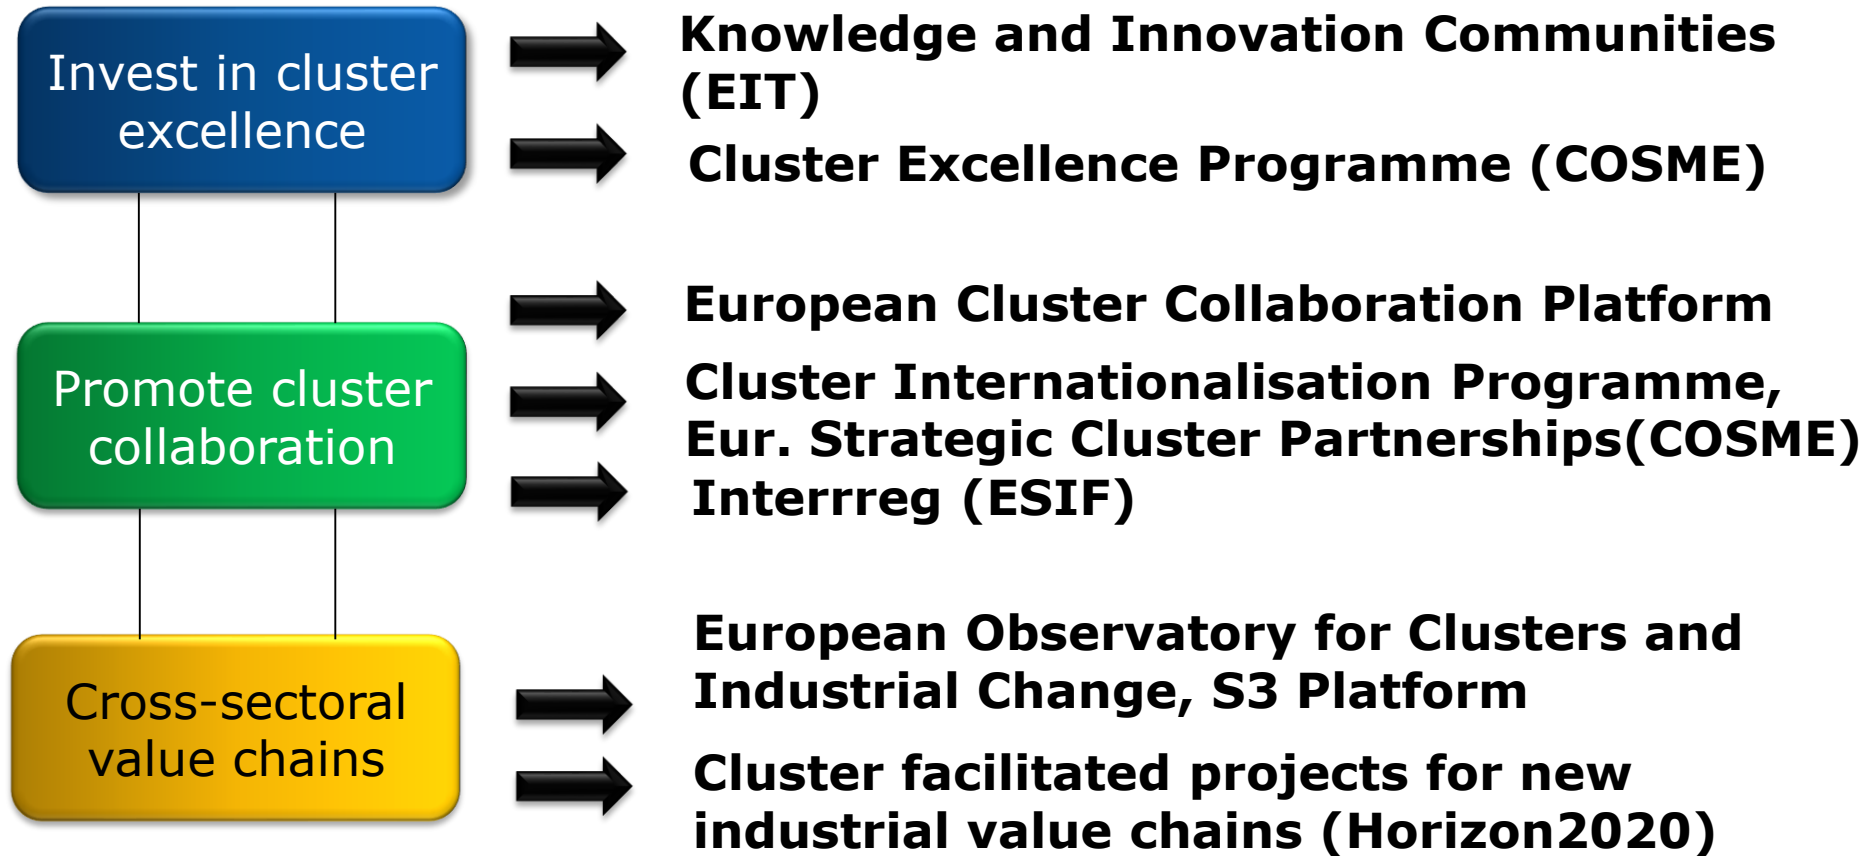 Invest in cluster
excellence
Knowledge and Innovation Communities
(EIT)
Cluster Excellence Programme (COSME)
Promote cluster
collaboration
European Cluster Collaboration Platform
Cluster Internationalisation Programme,
Eur. Strategic Cluster Partnerships(COSME)
Interrreg (ESIF)
Cross-sectoral
value chains
European Observatory for Clusters and
Industrial Change, S3 Platform
Cluster facilitated projects for new
industrial value chains (Horizon2020)